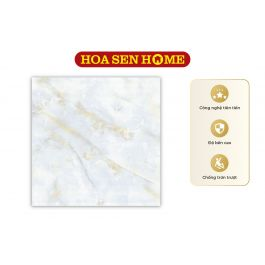 HOA SEN HOME
Công nghệ tiên tiến
Độ bền cao
Chống trơn trượt